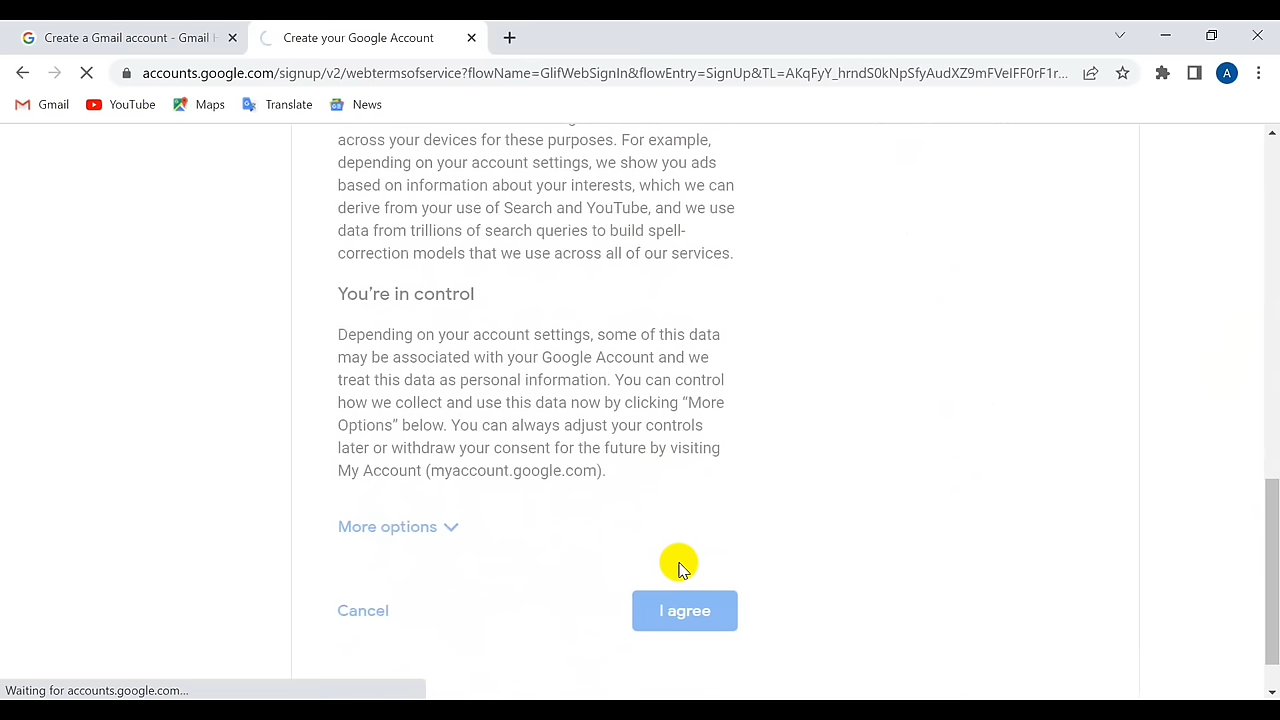 Create a Gmail account - Gmail
Create your Google Account
accounts.google.com/signup/v2/webtermsofservice?flowName=GlifWebSignIn&flowEntry=SignUp&TL=AKqFyY_hrndS0kNpSfyAudXZ9mFVeIFF0rF1r...
A
Gmail
YouTube
Maps
Translate
News
across your devices for these purposes. For example,
depending on your account settings, we show you ads
based on information about your interests, which we can
derive from your use of Search and YouTube, and we use
data from trillions of search queries to build spell-
correction models that we use across all of our services.
You're in control
Depending on your account settings, some of this data
may be associated with your Google Account and we
treat this data as personal information. You can control
how we collect and use this data now by clicking “More
Options” below. You can always adjust your controls
later or withdraw your consent for the future by visiting
My Account (myaccount.google.com).
More options
Cancel
I agree
Waiting for accounts.google.com...